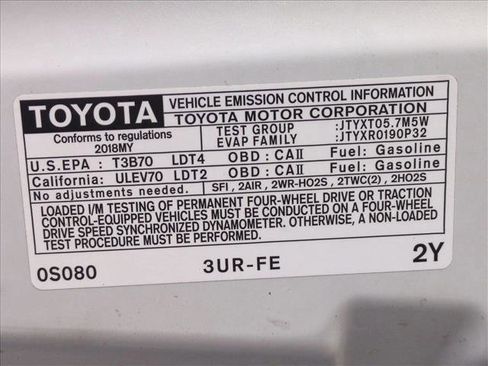 TOYOTA VEHICLE EMISSION CONTROL INFORMATION
TOYOTA MOTOR CORPORATION
Conforms to regulations 2018MY
TEST GROUP :JTYXT05.7M5W
EVAP FAMILY :JTYXR0190P32
U.S.EPA : T3B70 LDT4 OBD : CAII Fuel: Gasoline
California: ULEV70 LDT2 OBD : CAII Fuel: Gasoline
No adjustments needed. SFI , 2AIR , 2WR-HO2S , 2TWC(2) , 2HO2S
LOADED I/M TESTING OF PERMANENT FOUR-WHEEL DRIVE OR TRACTION
CONTROL-EQUIPPED VEHICLES MUST BE CONDUCTED ON A FOUR-WHEEL
DRIVE SPEED SYNCHRONIZED DYNAMOMETER. OTHERWISE, A NON-LOADED
TEST PROCEDURE MUST BE USED.
0S080 3UR-FE 2Y